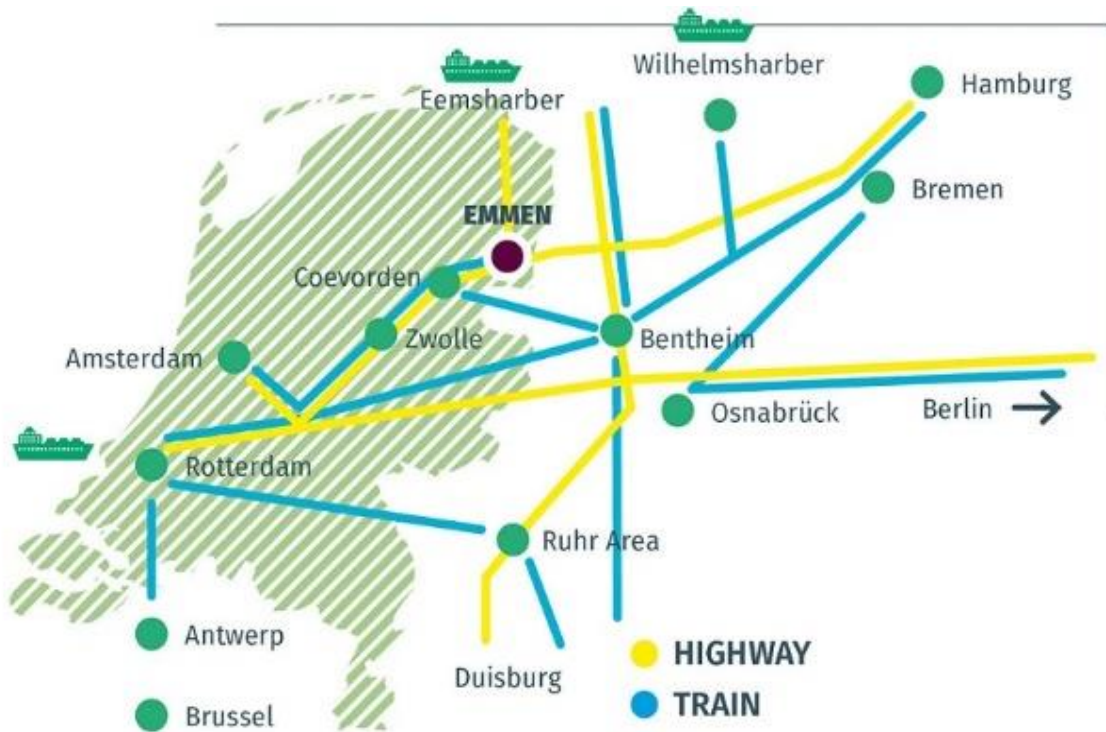 Wilhelmsharber
Eemsharber
Hamburg
Bremen
EMMEN
Coevorden
Zwolle
Bentheim
Amsterdam
Osnabrück
Berlin
Rotterdam
Ruhr Area
Antwerp
HIGHWAY
Duisburg
TRAIN
Brussel